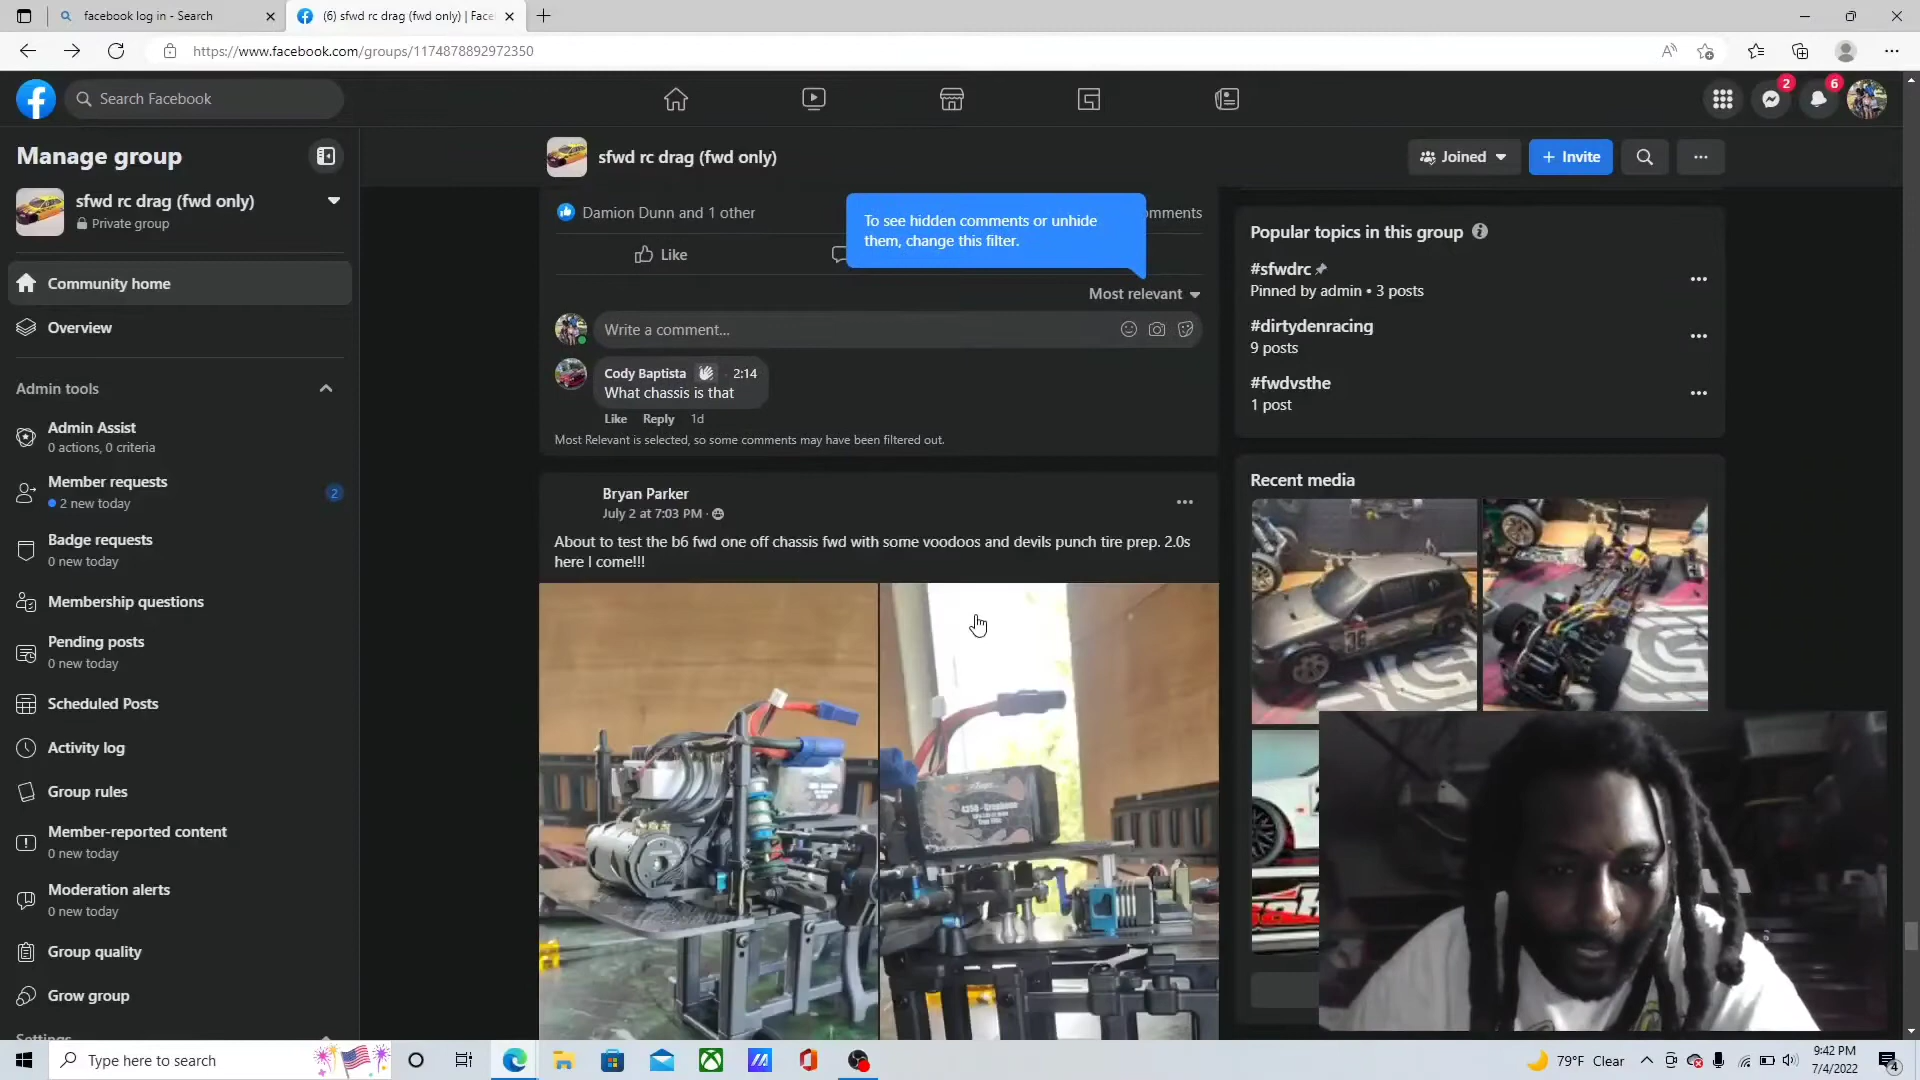 facebook log in - Search
(6) sfwd rc drag (fwd only) | Face
https://www.facebook.com/groups/1174878892972350
Search Facebook
2
6
Manage group
sfwd rc drag (fwd only)
Private group
Community home
Overview
Admin tools
Admin Assist
0 actions, 0 criteria
Member requests
2 new today
2
Badge requests
0 new today
Membership questions
Pending posts
0 new today
Scheduled Posts
Activity log
Group rules
Member-reported content
0 new today
Moderation alerts
0 new today
Group quality
Grow group
Settings
sfwd rc drag (fwd only)
Joined
+ Invite
Damion Dunn and 1 other
mments
To see hidden comments or unhide
them, change this filter.
Like
Most relevant
Write a comment...
Cody Baptista 2:14
What chassis is that
Like Reply 1d
Most Relevant is selected, so some comments may have been filtered out.
Bryan Parker
July 2 at 7:03 PM ·
About to test the b6 fwd one off chassis fwd with some voodoos and devils punch tire prep. 2.0s
here I come!!!
Popular topics in this group
#sfwdrc
Pinned by admin • 3 posts
#dirtydenracing
9 posts
#fwdvsthe
1 post
Recent media
Type here to search
79°F Clear
9:42 PM
7/4/2022
4